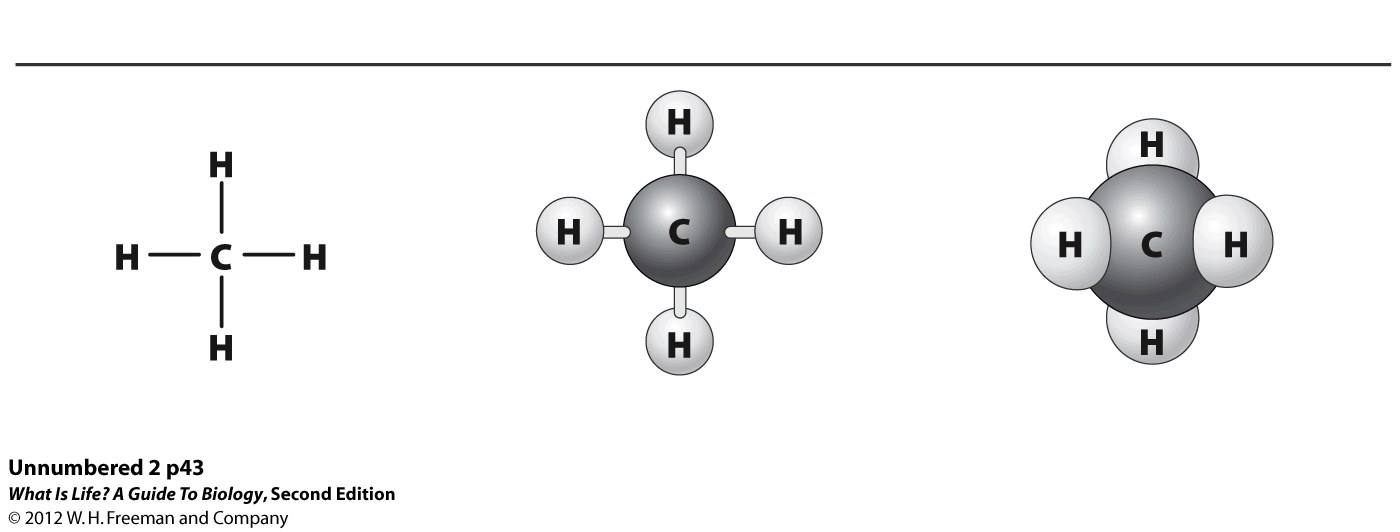 H
H C H
H
H
H C H
H
H
H C H
H
Unnumbered 2 p43
What Is Life? A Guide To Biology, Second Edition
© 2012 W. H. Freeman and Company